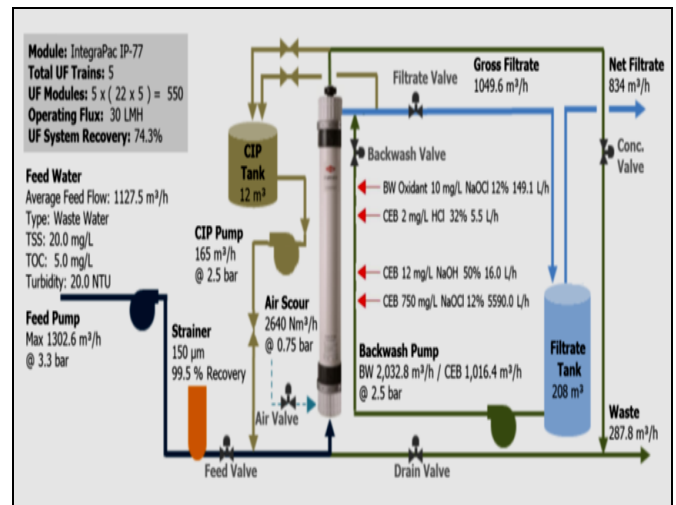 Module: IntegraPac IP-77
Total UF Trains: 5
UF Modules: 5 x ( 22 x 5 ) = 550
Operating Flux: 30 LMH
UF System Recovery: 74.3%
Feed Water
Average Feed Flow: 1127.5 m³/h
Type: Waste Water
TSS: 20.0 mg/L
TOC: 5.0 mg/L
Turbidity: 20.0 NTU
Feed Pump
Max 1302.6 m³/h
@ 3.3 bar
Strainer
150 µm
99.5 % Recovery
CIP
Tank
12 m³
CIP Pump
165 m³/h
@ 2.5 bar
Air Scour
2640 Nm³/h
@ 0.75 bar
Air Valve
Feed Valve
Filtrate Valve
Gross Filtrate
1049.6 m³/h
Net Filtrate
834 m³/h
Backwash Valve
Conc.
Valve
BW Oxidant 10 mg/L NaOCl 12% 149.1 L/h
CEB 2 mg/L HCl 32% 5.5 L/h
CEB 12 mg/L NaOH 50% 16.0 L/h
CEB 750 mg/L NaOCl 12% 5590.0 L/h
Backwash Pump
BW 2,032.8 m³/h / CEB 1,016.4 m³/h
@ 2.5 bar
Filtrate
Tank
208 m³
Waste
287.8 m³/h
Drain Valve